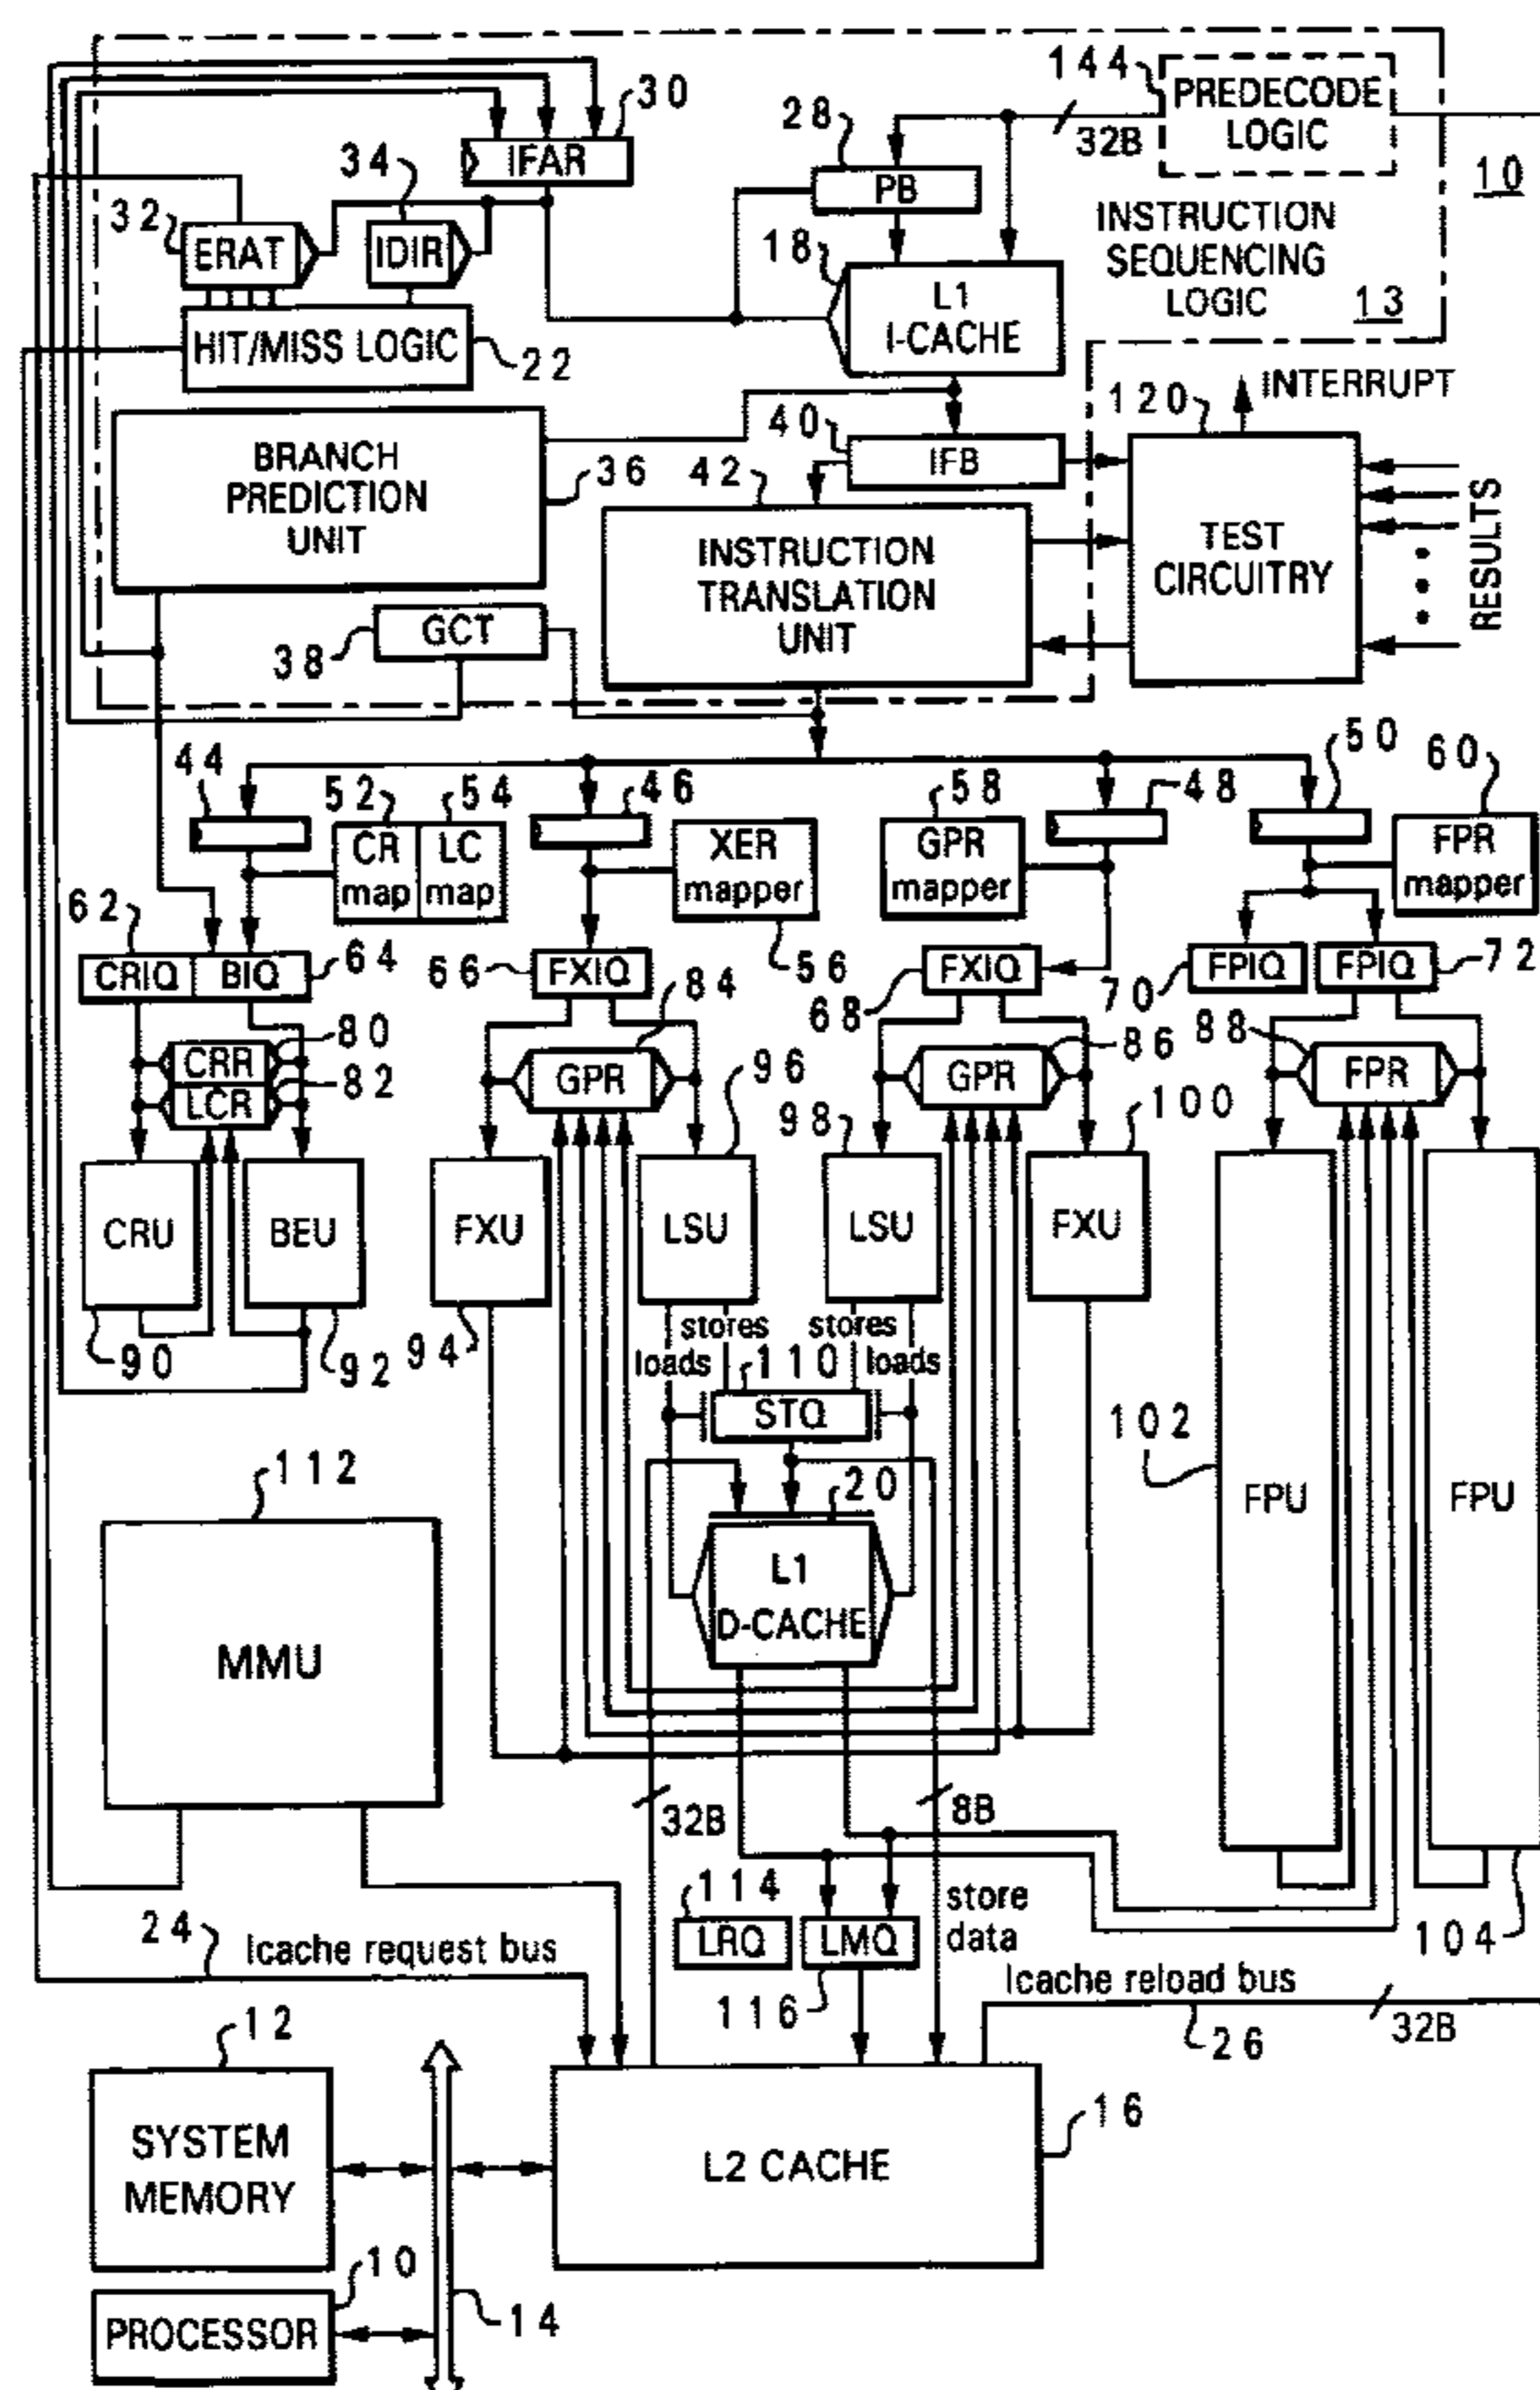 144
PREDECODE
LOGIC
30
28
32B
10
34
IFAR
PB
INSTRUCTION
SEQUENCING
LOGIC
13
32
ERAT
IDIR
18
L1
I-CACHE
HIT/MISS LOGIC
22
120
INTERRUPT
40
IFB
BRANCH
PREDICTION
UNIT
36
42
INSTRUCTION
TRANSLATION
UNIT
TEST
CIRCUITRY
RESULTS
GCT
38
44
52
54
46
58
48
50
60
CR
map
LC
map
XER
mapper
GPR
mapper
FPR
mapper
62
CRIQ
BIQ
64
66
FXIQ
56
84
FXIQ
68
70
FPIQ
FPIQ
72
CRR
80
LCR
82
GPR
96
GPR
86
88
FPR
98
100
CRU
BEU
FXU
LSU
LSU
FXU
90
92
94
stores
stores
loads
110
loads
STQ
102
FPU
FPU
112
20
L1
D-CACHE
MMU
32B
8B
114
LRQ
LMQ
store
data
104
24
Icache request bus
116
Icache reload bus
26
32B
12
SYSTEM
MEMORY
L2 CACHE
16
10
PROCESSOR
14